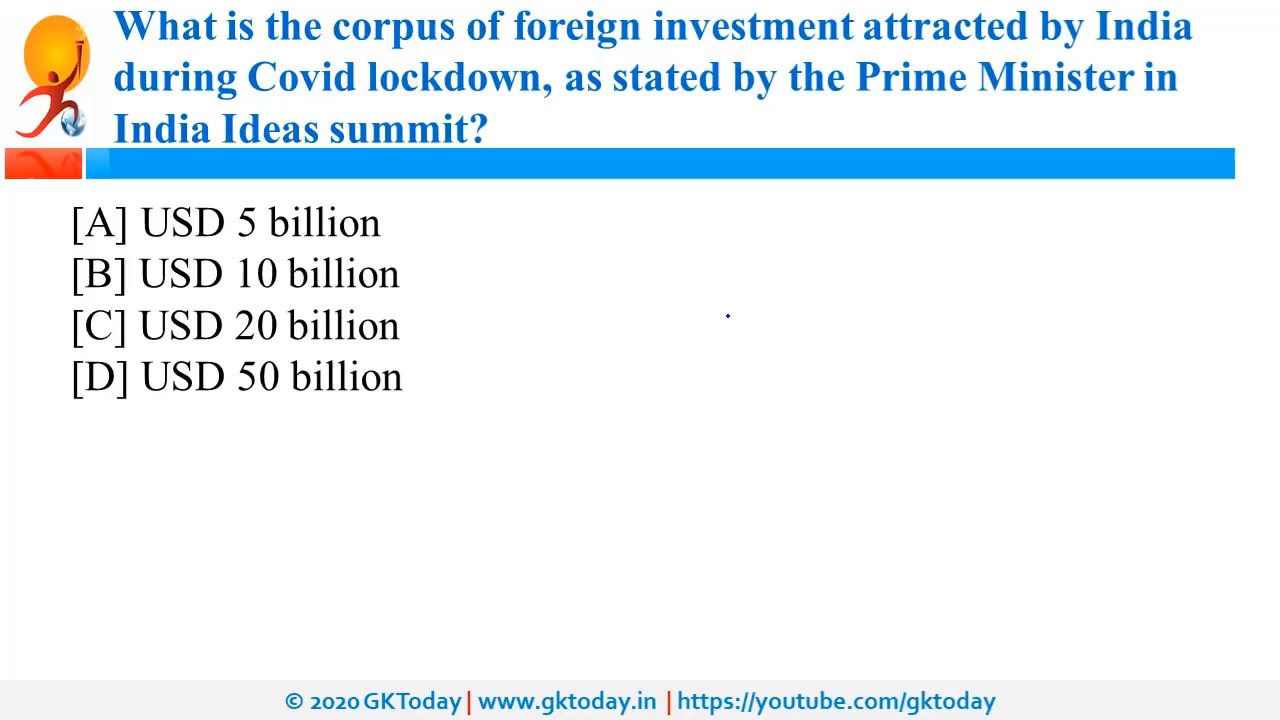 What is the corpus of foreign investment attracted by India
during Covid lockdown, as stated by the Prime Minister in
India Ideas summit?
[A] USD 5 billion
[B] USD 10 billion
[C] USD 20 billion
[D] USD 50 billion
© 2020 GKToday | www.gktoday.in | https://youtube.com/gktoday